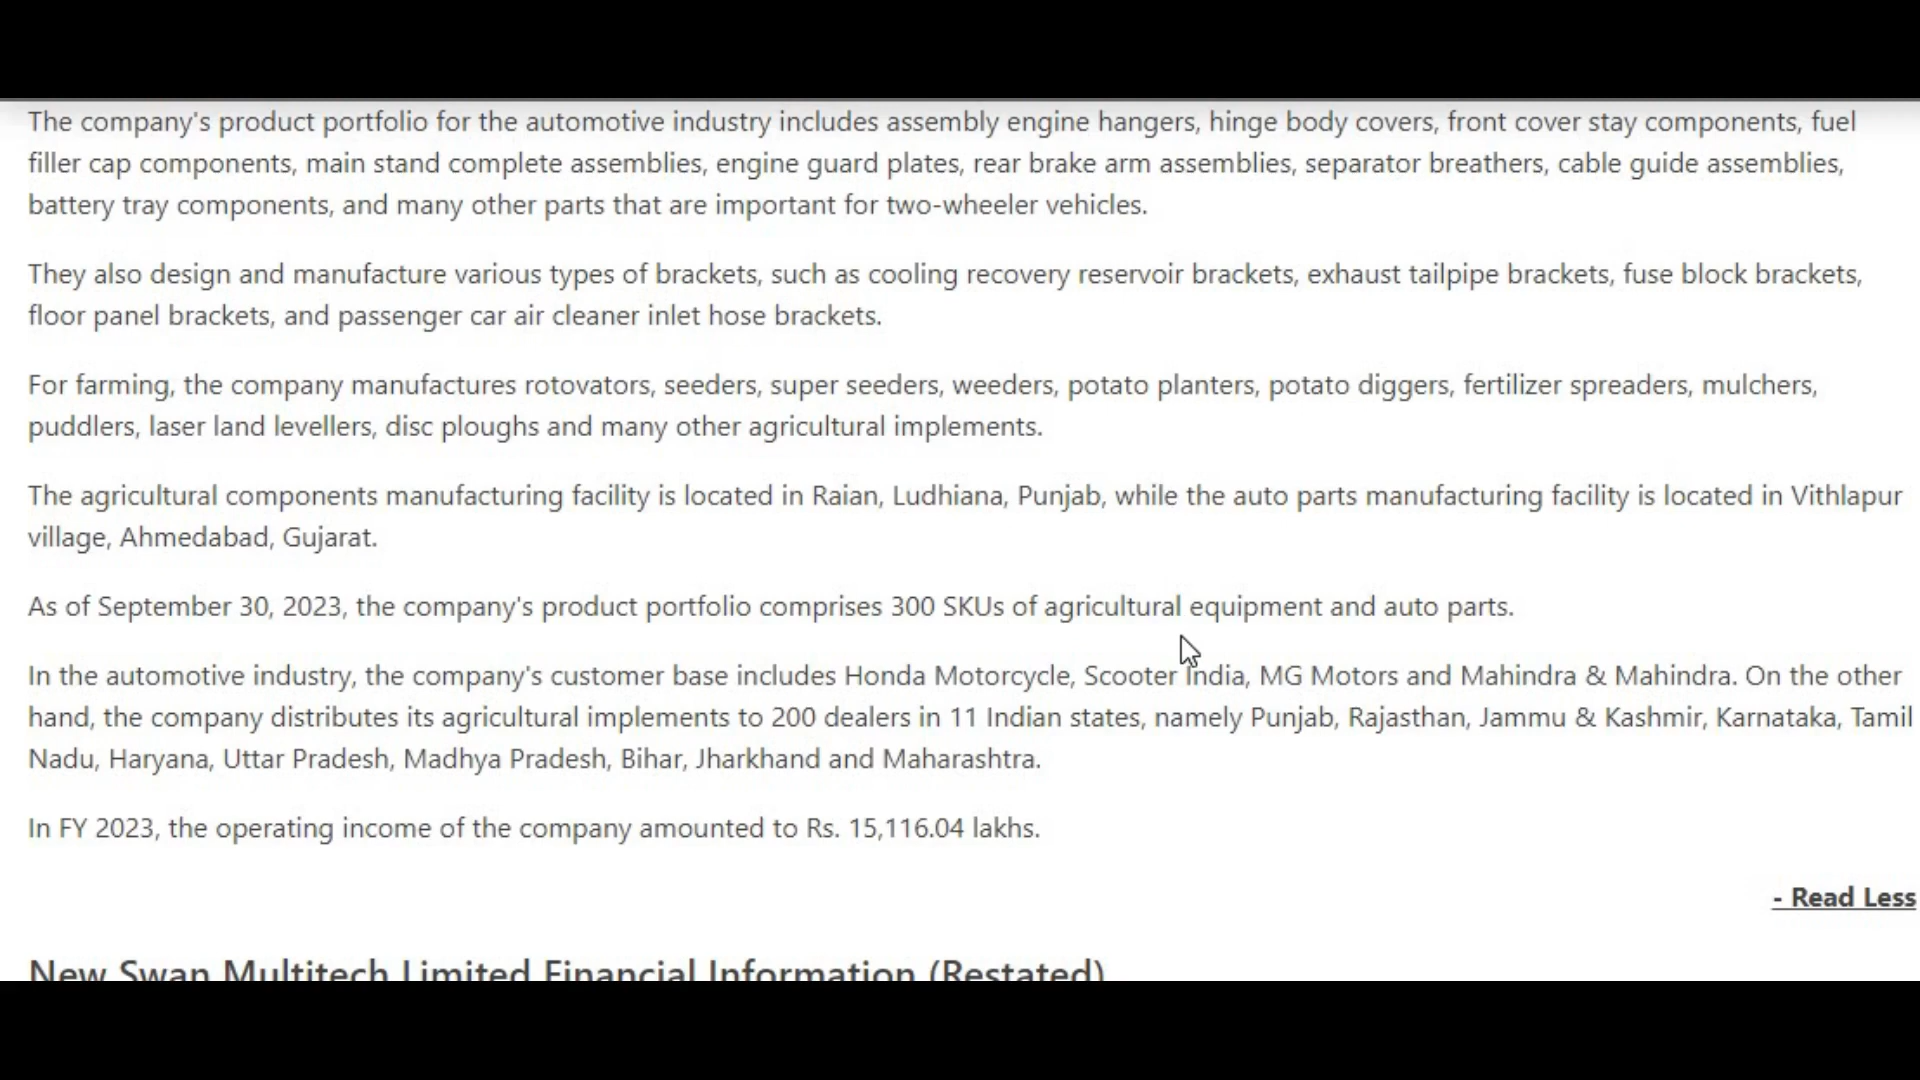 The company's product portfolio for the automotive industry includes assembly engine hangers, hinge body covers, front cover stay components, fuel
filler cap components, main stand complete assemblies, engine guard plates, rear brake arm assemblies, separator breathers, cable guide assemblies,
battery tray components, and many other parts that are important for two-wheeler vehicles.
They also design and manufacture various types of brackets, such as cooling recovery reservoir brackets, exhaust tailpipe brackets, fuse block brackets,
floor panel brackets, and passenger car air cleaner inlet hose brackets.
For farming, the company manufactures rotovators, seeders, super seeders, weeders, potato planters, potato diggers, fertilizer spreaders, mulchers,
puddlers, laser land levellers, disc ploughs and many other agricultural implements.
The agricultural components manufacturing facility is located in Raian, Ludhiana, Punjab, while the auto parts manufacturing facility is located in Vithlapur
village, Ahmedabad, Gujarat.
As of September 30, 2023, the company's product portfolio comprises 300 SKUs of agricultural equipment and auto parts.
In the automotive industry, the company's customer base includes Honda Motorcycle, Scooter India, MG Motors and Mahindra & Mahindra. On the other
hand, the company distributes its agricultural implements to 200 dealers in 11 Indian states, namely Punjab, Rajasthan, Jammu & Kashmir, Karnataka, Tamil
Nadu, Haryana, Uttar Pradesh, Madhya Pradesh, Bihar, Jharkhand and Maharashtra.
In FY 2023, the operating income of the company amounted to Rs. 15,116.04 lakhs.
- Read Less
New Swan Multitech Limited Financial Information (Restated)